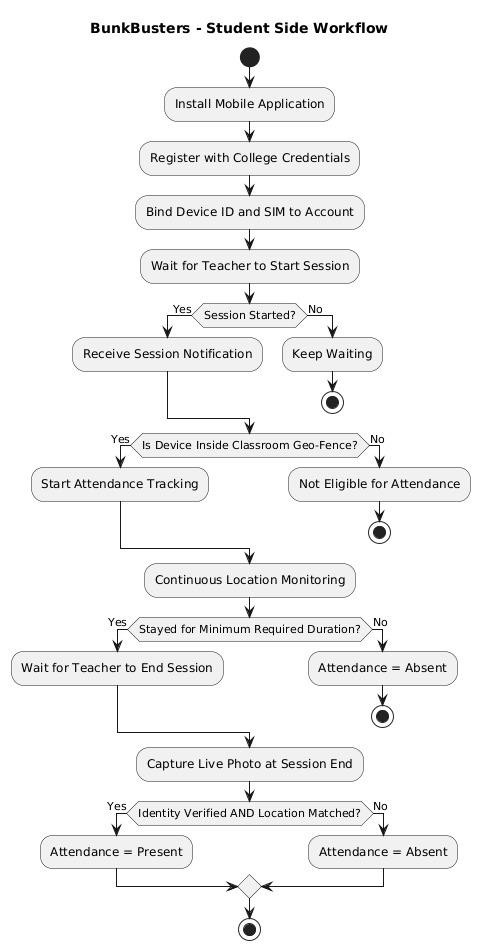 BunkBusters - Student Side Workflow
Install Mobile Application
Register with College Credentials
Bind Device ID and SIM to Account
Wait for Teacher to Start Session
Yes
Session Started?
No
Receive Session Notification
Keep Waiting
Yes
Is Device Inside Classroom Geo-Fence?
No
Start Attendance Tracking
Not Eligible for Attendance
Continuous Location Monitoring
Yes
Stayed for Minimum Required Duration?
No
Wait for Teacher to End Session
Attendance = Absent
Capture Live Photo at Session End
Yes
Identity Verified AND Location Matched?
No
Attendance = Present
Attendance = Absent